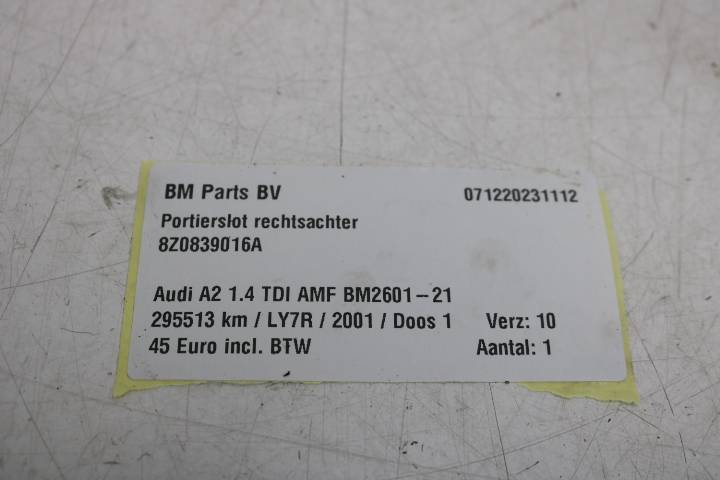 BM Parts BV 071220231112
Portierslot rechtsachter
8Z0839016A
Audi A2 1.4 TDI AMF BM2601-21
295513 km / LY7R / 2001 / Doos 1 Verz: 10
45 Euro incl. BTW Aantal: 1